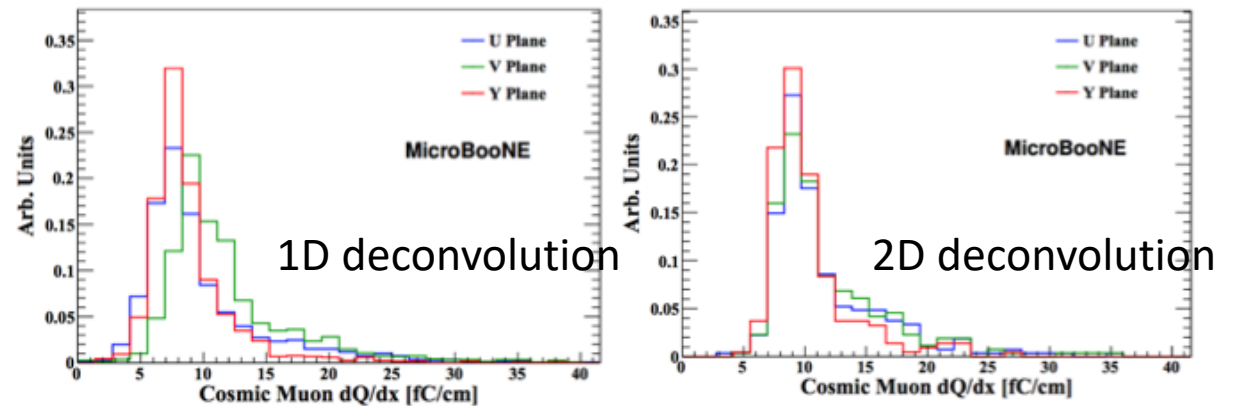 0.35
0.3
0.25
0.2
0.15
0.1
0.05
0
Arb. Units
U Plane
V Plane
Y Plane
MicroBooNE
1D deconvolution
0 5 10 15 20 25 30 35 40
Cosmic Muon dQ/dx [fC/cm]
0.35
0.3
0.25
0.2
0.15
0.1
0.05
0
Arb. Units
U Plane
V Plane
Y Plane
MicroBooNE
2D deconvolution
0 5 10 15 20 25 30 35 40
Cosmic Muon dQ/dx [fC/cm]